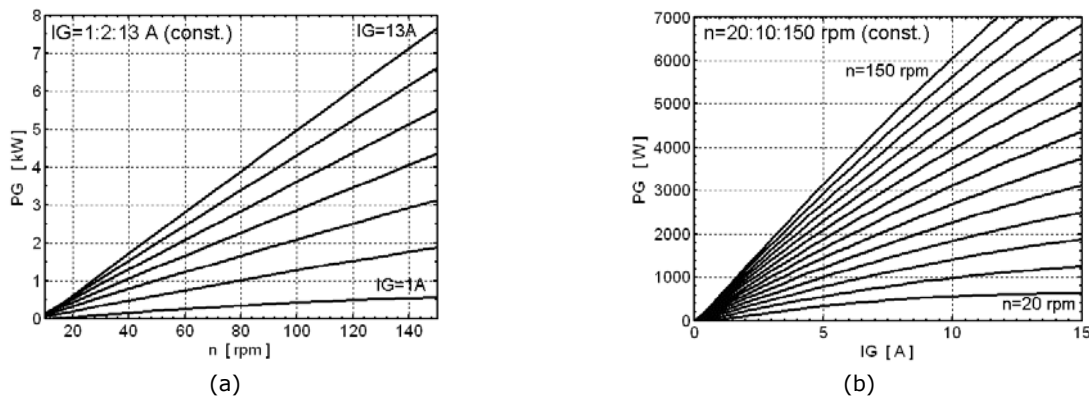 IG=1:2:13 A (const.)
IG=13A
IG=1A
8
7
6
5
4
3
2
1
0
PG [ kW]
20 40 60 80 100 120 140
n [ rpm]
(a)
n=20:10:150 rpm (const.)
n=150 rpm
n=20 rpm
7000
6000
5000
4000
3000
2000
1000
0
PG [ W]
0 5 10 15
IG [ A]
(b)